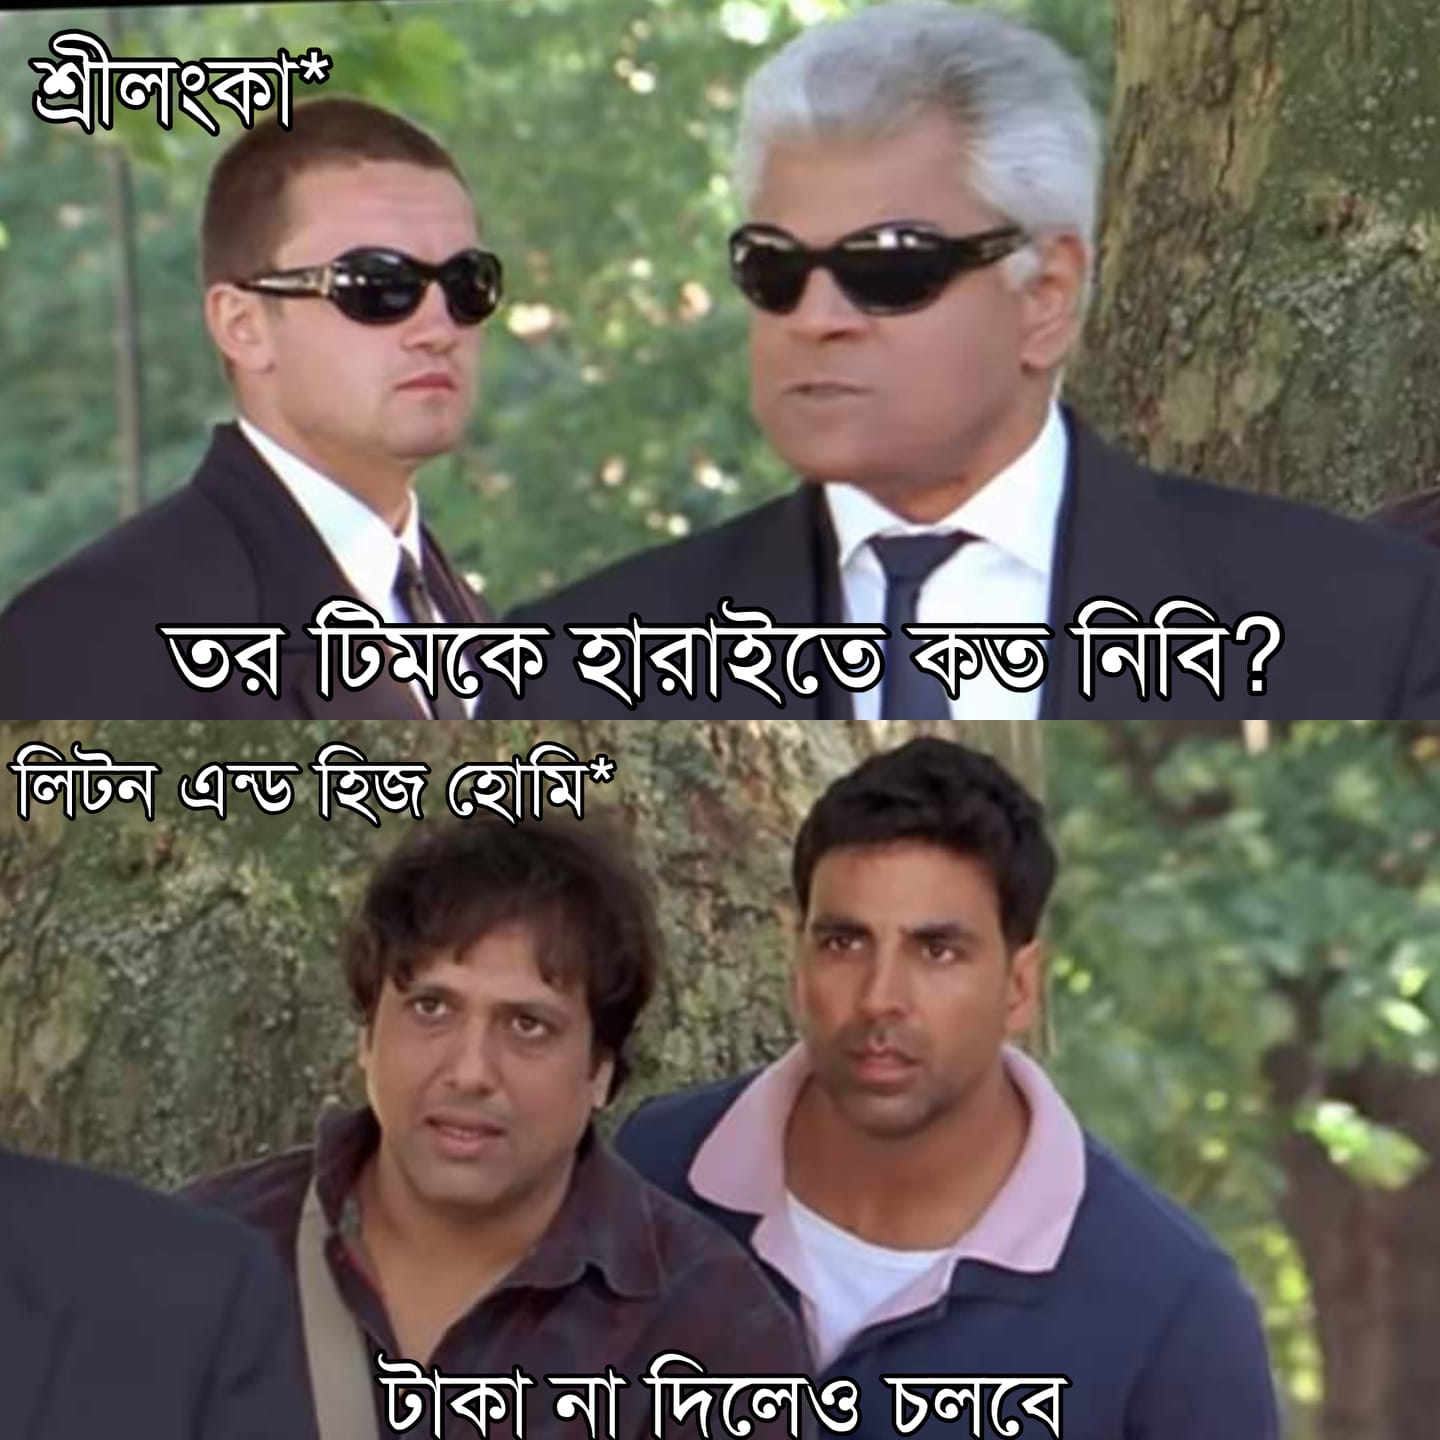 শ্রীলংকা*
তর টিমকে হারাইতে কত নিবি?
লিটন এন্ড হিজ হোমি*
টাকা না দিলেও চলবে